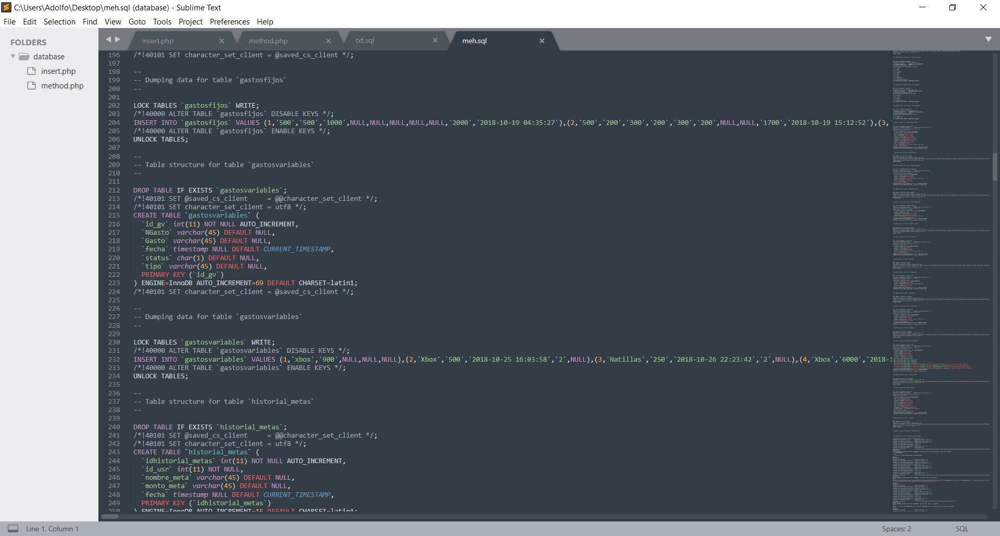 C:\Users\Adolfo\Desktop\meh.sql (database) - Sublime Text
File Edit Selection Find View Goto Tools Project Preferences Help
FOLDERS
database
insert.php
method.php
insert.php
method.php
txt.sql
meh.sql
196 /*!40101 SET character_set_client = @saved_cs_client */;
197
198 --
199 -- Dumping data for table `gastosfijos`
200 --
201
202 LOCK TABLES `gastosfijos` WRITE;
203 /*!40000 ALTER TABLE `gastosfijos` DISABLE KEYS */;
204 INSERT INTO `gastosfijos` VALUES (1,'500','500','1000',NULL,NULL,NULL,NULL,NULL,'2000','2018-10-19 04:35:27'),(2,'500','200','300','200','300','200',NULL,NULL,'1700','2018-10-19 15:12:52'),(3,'
205 /*!40000 ALTER TABLE `gastosfijos` ENABLE KEYS */;
206 UNLOCK TABLES;
207
208 --
209 -- Table structure for table `gastosvariables`
210 --
211
212 DROP TABLE IF EXISTS `gastosvariables`;
213 /*!40101 SET @saved_cs_client     = @@character_set_client */;
214 /*!40101 SET character_set_client = utf8 */;
215 CREATE TABLE `gastosvariables` (
216   `id_gv` int(11) NOT NULL AUTO_INCREMENT,
217   `NGasto` varchar(45) DEFAULT NULL,
218   `Gasto` varchar(45) DEFAULT NULL,
219   `fecha` timestamp NULL DEFAULT CURRENT_TIMESTAMP,
220   `status` char(1) DEFAULT NULL,
221   `tipo` varchar(45) DEFAULT NULL,
222   PRIMARY KEY (`id_gv`)
223 ) ENGINE=InnoDB AUTO_INCREMENT=69 DEFAULT CHARSET=latin1;
224 /*!40101 SET character_set_client = @saved_cs_client */;
225
226 --
227 -- Dumping data for table `gastosvariables`
228 --
229
230 LOCK TABLES `gastosvariables` WRITE;
231 /*!40000 ALTER TABLE `gastosvariables` DISABLE KEYS */;
232 INSERT INTO `gastosvariables` VALUES (1,'xbox','900',NULL,NULL,NULL),(2,'Xbox','500','2018-10-25 16:03:58','2',NULL),(3,'Natillas','250','2018-10-26 22:23:42','2',NULL),(4,'Xbox','6000','2018-1
233 /*!40000 ALTER TABLE `gastosvariables` ENABLE KEYS */;
234 UNLOCK TABLES;
235
236 --
237 -- Table structure for table `historial_metas`
238 --
239
240 DROP TABLE IF EXISTS `historial_metas`;
241 /*!40101 SET @saved_cs_client     = @@character_set_client */;
242 /*!40101 SET character_set_client = utf8 */;
243 CREATE TABLE `historial_metas` (
244   `idhistorial_metas` int(11) NOT NULL AUTO_INCREMENT,
245   `id_usr` int(11) NOT NULL,
246   `nombre_meta` varchar(45) DEFAULT NULL,
247   `monto_meta` varchar(45) DEFAULT NULL,
248   `fecha` timestamp NULL DEFAULT CURRENT_TIMESTAMP,
249   PRIMARY KEY (`idhistorial_metas`)
250 ) ENGINE=InnoDB AUTO_INCREMENT=15 DEFAULT CHARSET=latin1;
Line 1, Column 1
Spaces: 2
SQL